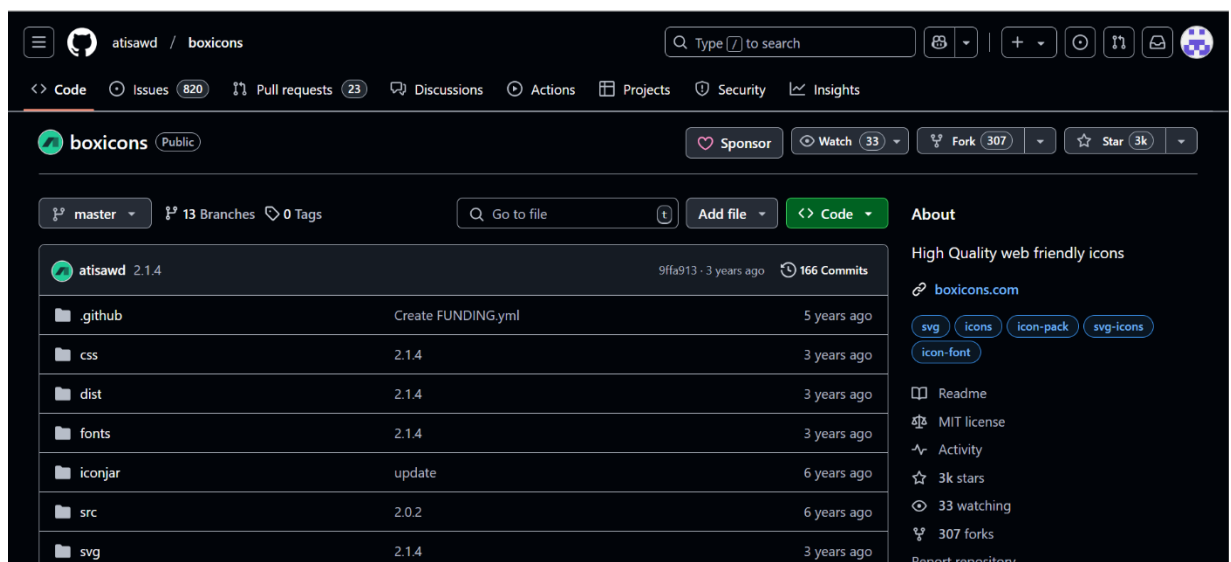 atisawd / boxicons
Type / to search
Code Issues 820 Pull requests 23 Discussions Actions Projects Security Insights
boxicons Public
Sponsor Watch 33 Fork 307 Star 3k
master 13 Branches 0 Tags
Go to file t Add file Code
atisawd 2.1.4 9ffa913 · 3 years ago 166 Commits
.github Create FUNDING.yml 5 years ago
css 2.1.4 3 years ago
dist 2.1.4 3 years ago
fonts 2.1.4 3 years ago
iconjar update 6 years ago
src 2.0.2 6 years ago
svg 2.1.4 3 years ago
About
High Quality web friendly icons
boxicons.com
svg icons icon-pack svg-icons
icon-font
Readme
MIT license
Activity
3k stars
33 watching
307 forks
Report repository